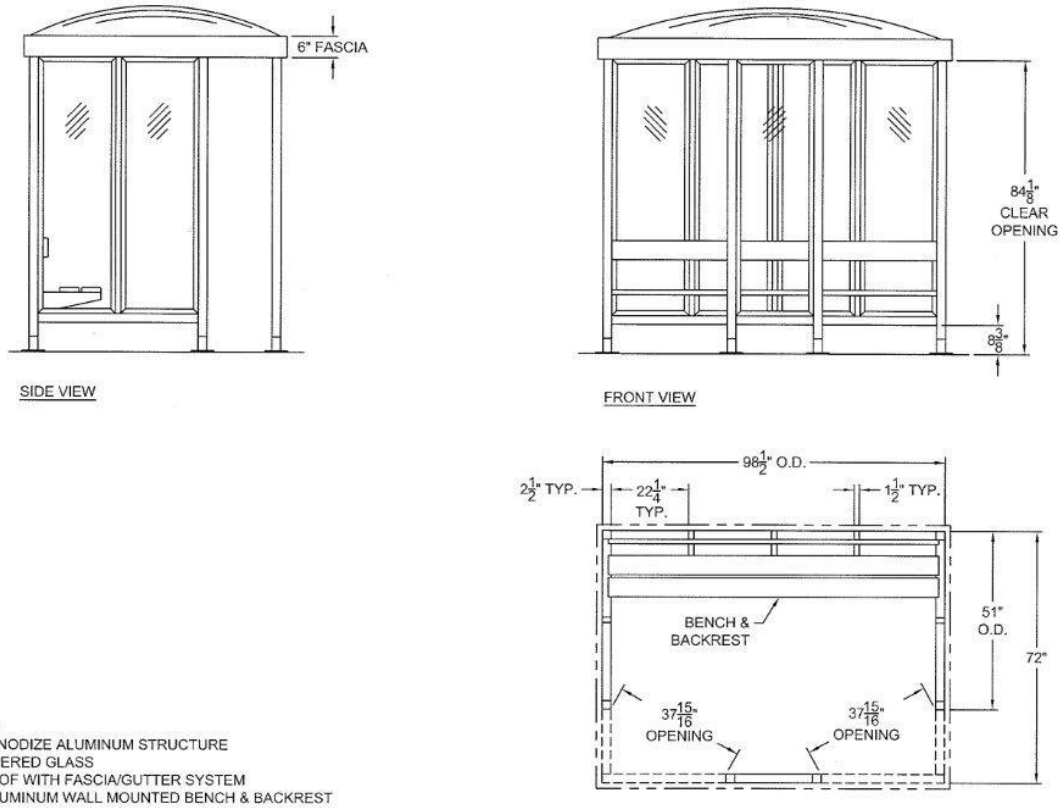 6" FASCIA
SIDE VIEW
84 1/8"
CLEAR
OPENING
8 3/8"
FRONT VIEW
98 1/2" O.D.
2 1/2" TYP.
22 1/4"
TYP.
1 1/2" TYP.
BENCH &
BACKREST
51"
O.D.
72"
37 15/16"
OPENING
37 15/16"
OPENING
NODIZE ALUMINUM STRUCTURE
ERED GLASS
OF WITH FASCIA/GUTTER SYSTEM
UMINUM WALL MOUNTED BENCH & BACKREST